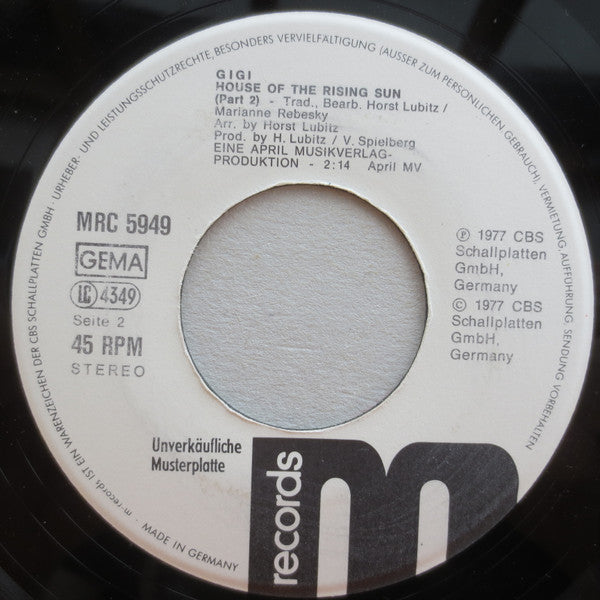 GIGI
HOUSE OF THE RISING SUN
(Part 2) - Trad., Bearb. Horst Lubitz /
Marianne Rebesky
Arr. by Horst Lubitz
Prod. by H. Lubitz / V. Spielberg
EINE APRIL MUSIKVERLAG-
PRODUKTION - 2:14 April MV
MRC 5949
GEMA
LC 4349
Seite 2
45 RPM
STEREO
℗ 1977 CBS
Schallplatten
GmbH,
Germany
© 1977 CBS
Schallplatten
GmbH,
Germany
Unverkäufliche
Musterplatte
records
m
m-records IST EIN WARENZEICHEN DER CBS SCHALLPLATTEN GMBH · URHEBER- UND LEISTUNGSSCHUTZRECHTE, BESONDERS VERVIELFÄLTIGUNG (AUSSER ZUM PERSÖNLICHEN GEBRAUCH), VERMIETUNG, AUFFÜHRUNG, SENDUNG VORBEHALTEN
MADE IN GERMANY